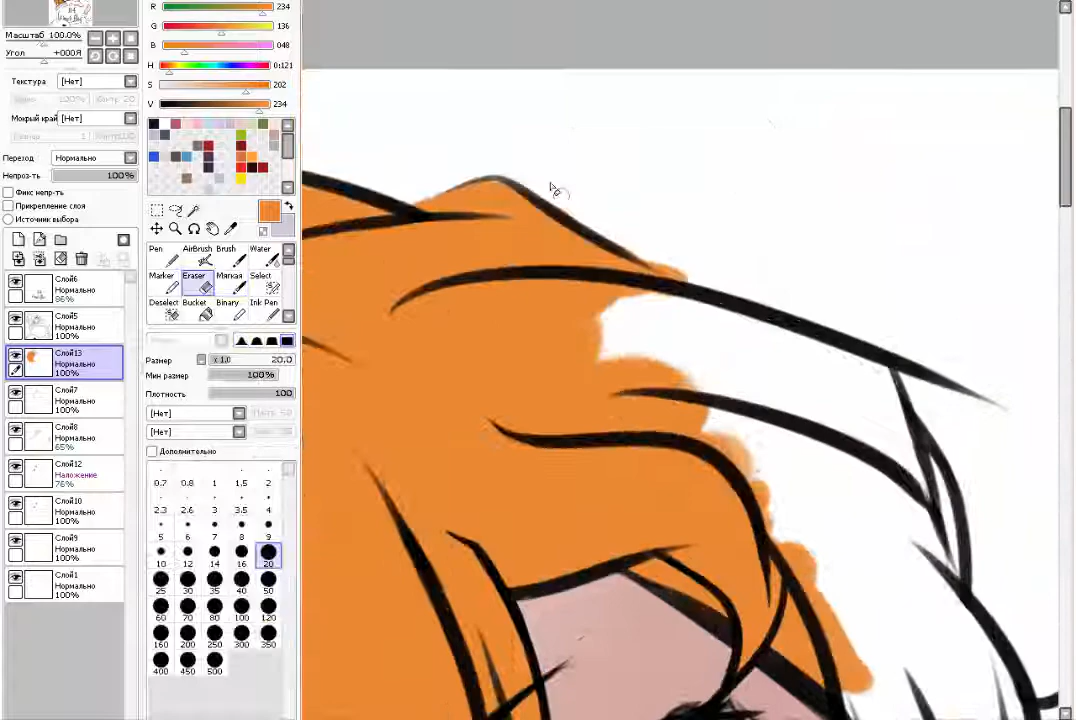 Масштаб 100.0%
Угол +000Я
Текстура [Нет]
100%
Мокрый край [Нет]
1
Переход Нормально
Непроз-ть 100%
Фикс непр-ть
Прикрепление слоя
Источник выбора
Слой6
Нормально
86%
Слой5
Нормально
100%
Слой13
Нормально
100%
Слой7
Нормально
100%
Слой8
Нормально
65%
Слой12
Наложение
76%
Слой10
Нормально
100%
Слой9
Нормально
100%
Слой1
Нормально
100%
R 234
G 136
B 048
H 0:121
S 202
V 234
Pen AirBrush Brush Water
Marker Eraser Мягкая Select
Deselect Bucket Binary Ink Pen
Размер x 1.0 20.0
Мин размер 100%
Плотность 100
[Нет]
[Нет]
Дополнительно
0.7 0.8 1 1.5 2
2.3 2.6 3 3.5 4
5 6 7 8 9
10 12 14 16 20
25 30 35 40 50
60 70 80 100 120
160 200 250 300 350
400 450 500